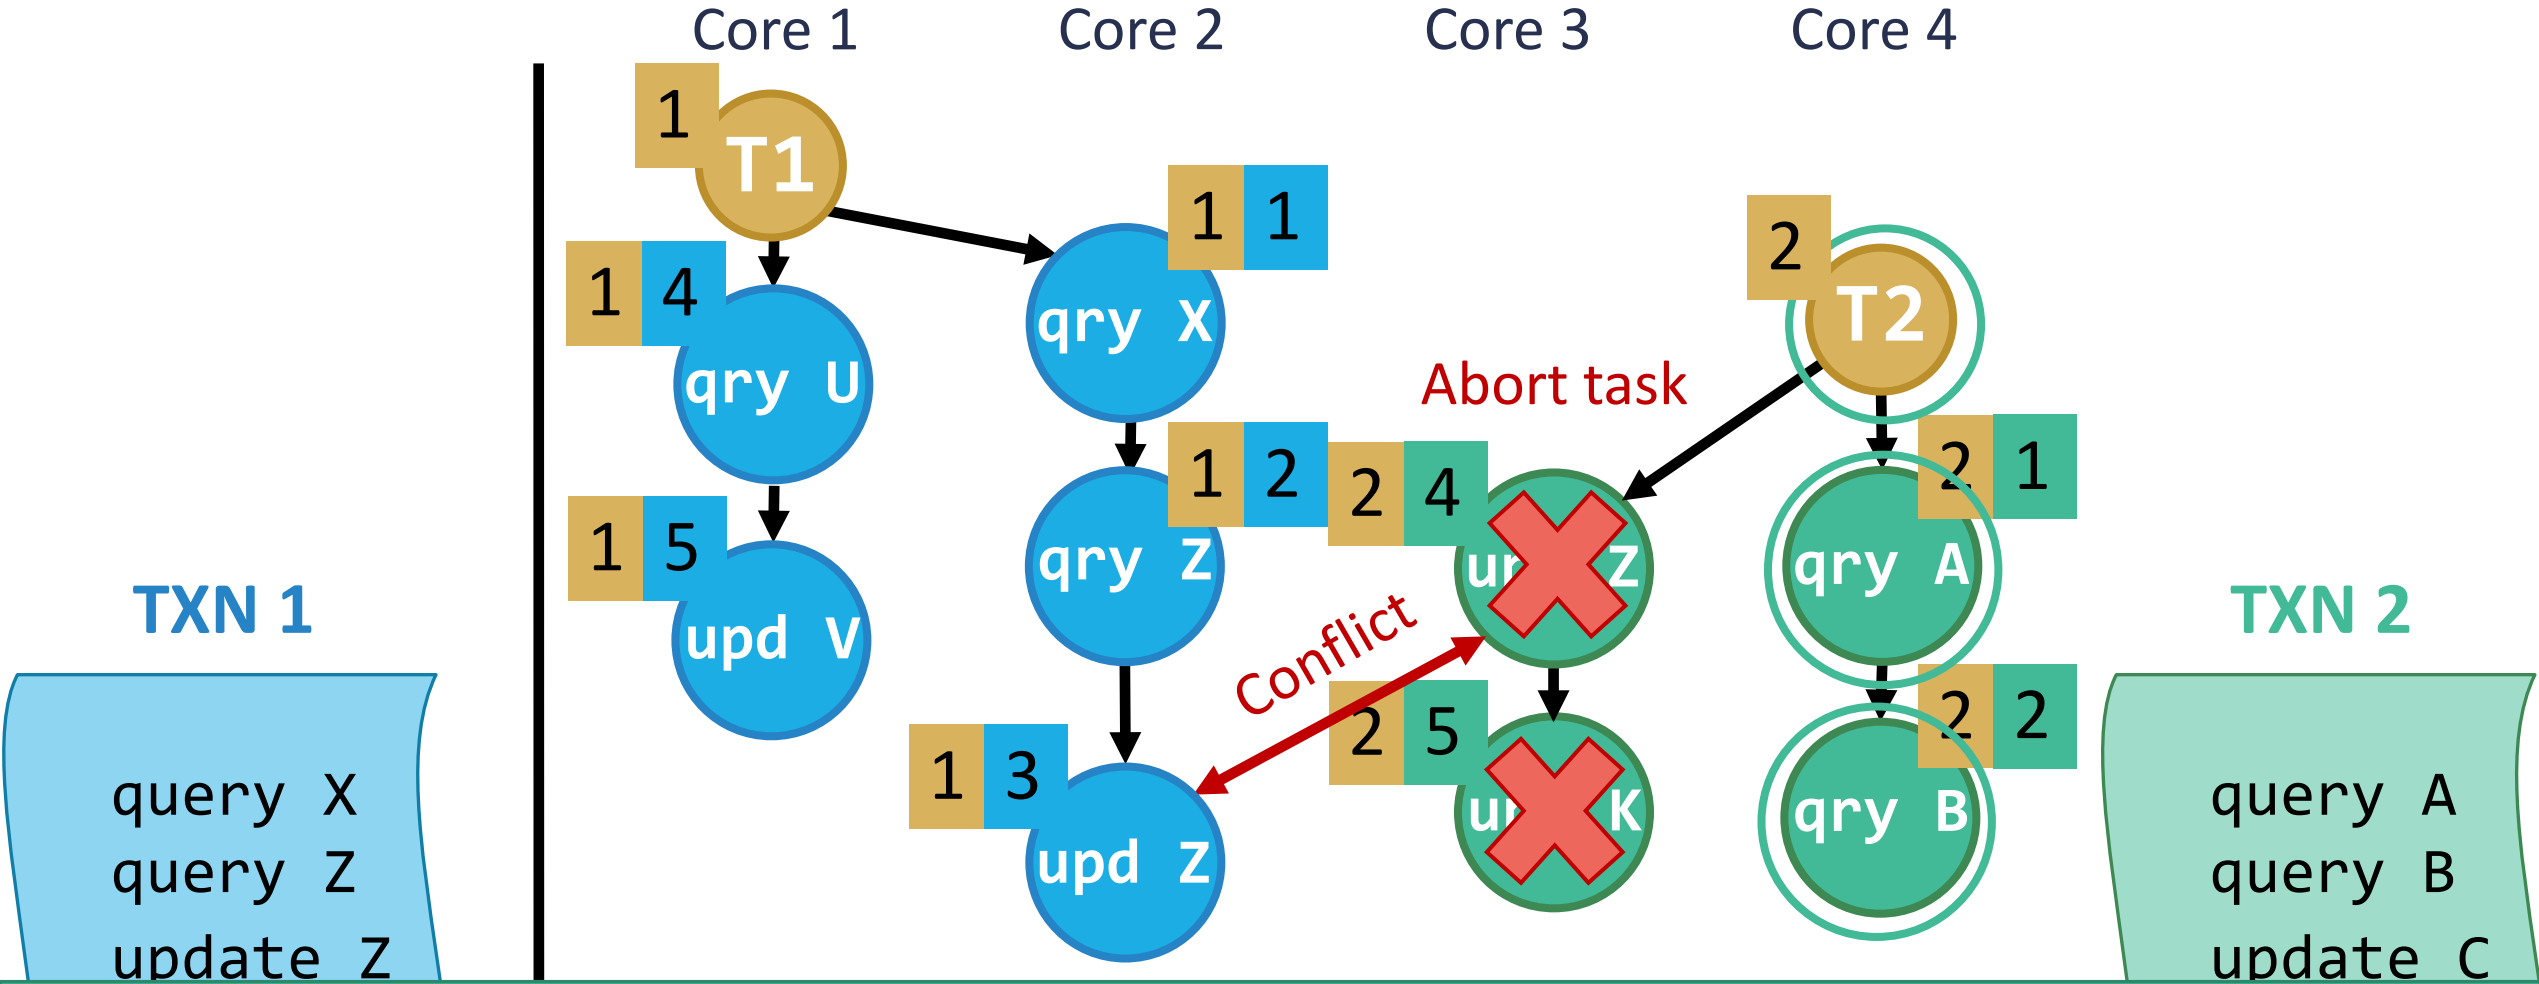 Core 1
Core 2
Core 3
Core 4
1
T1
1 1
qry X
1 4
qry U
2
T2
Abort task
1 2
qry Z
2 4
Z
2 1
qry A
1 5
upd V
Conflict
1 3
upd Z
2 5
K
2 2
qry B
TXN 1
query X
query Z
update Z
TXN 2
query A
query B
update C